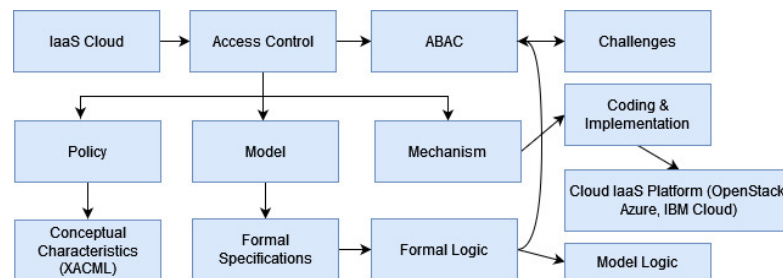 IaaS Cloud
Access Control
ABAC
Challenges
Coding &
Implementation
Policy
Model
Mechanism
Cloud IaaS Platform (OpenStack
Azure, IBM Cloud)
Conceptual
Characteristics
(XACML)
Formal
Specifications
Formal Logic
Model Logic